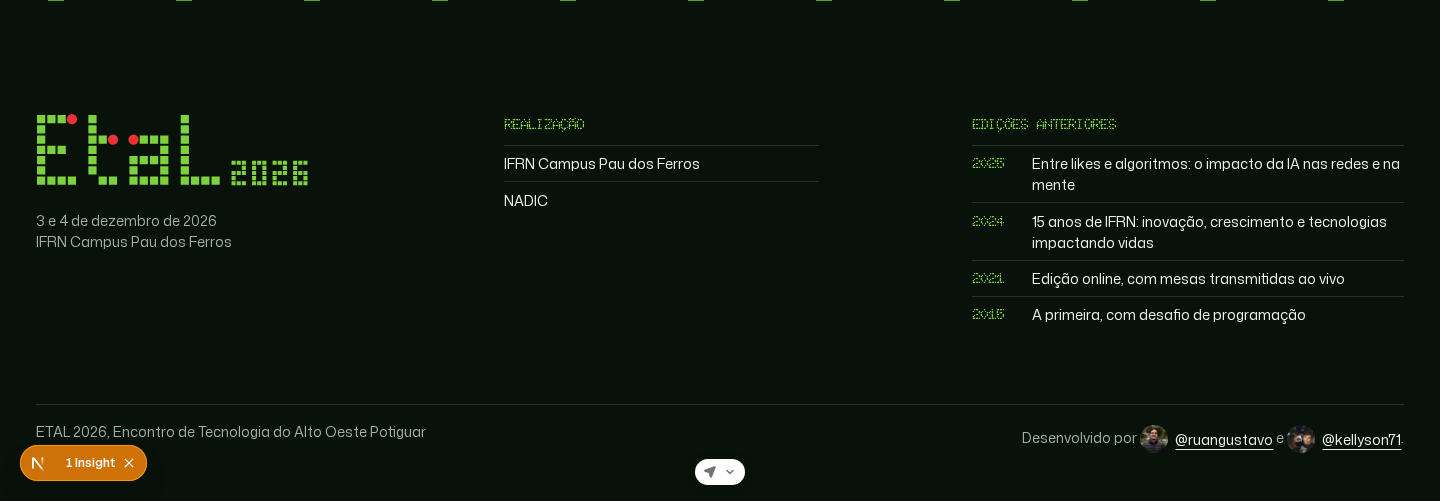 Etal 2026
3 e 4 de dezembro de 2026
IFRN Campus Pau dos Ferros
REALIZAÇÃO
IFRN Campus Pau dos Ferros
NADIC
EDIÇÕES ANTERIORES
2025 Entre likes e algoritmos: o impacto da IA nas redes e na
mente
2024 15 anos de IFRN: inovação, crescimento e tecnologias
impactando vidas
2021 Edição online, com mesas transmitidas ao vivo
2015 A primeira, com desafio de programação
ETAL 2026, Encontro de Tecnologia do Alto Oeste Potiguar
Desenvolvido por @ruangustavo e @kellyson71.
N 1 Insight